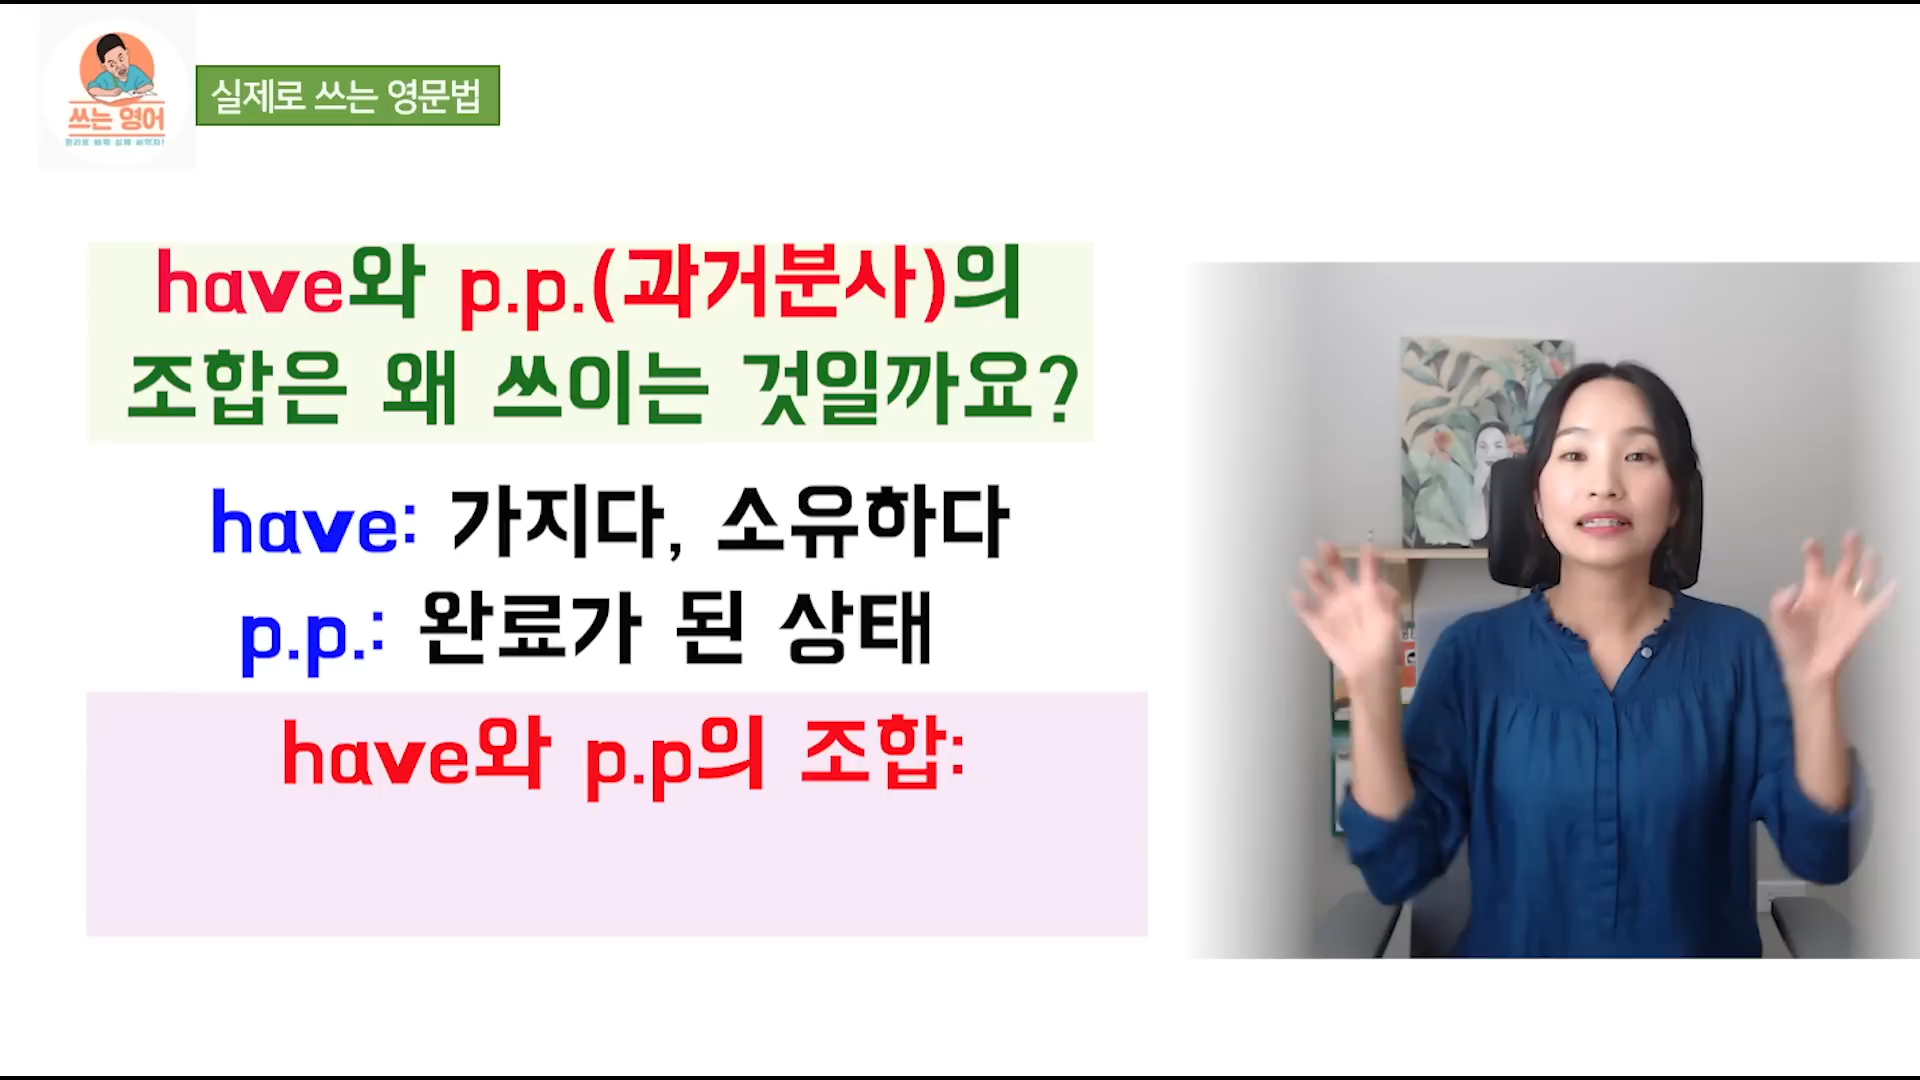 쓰는 영어
실제로 쓰는 영문법
have와 p.p.(과거분사)의
조합은 왜 쓰이는 것일까요?
have: 가지다, 소유하다
p.p.: 완료가 된 상태
have와 p.p의 조합: